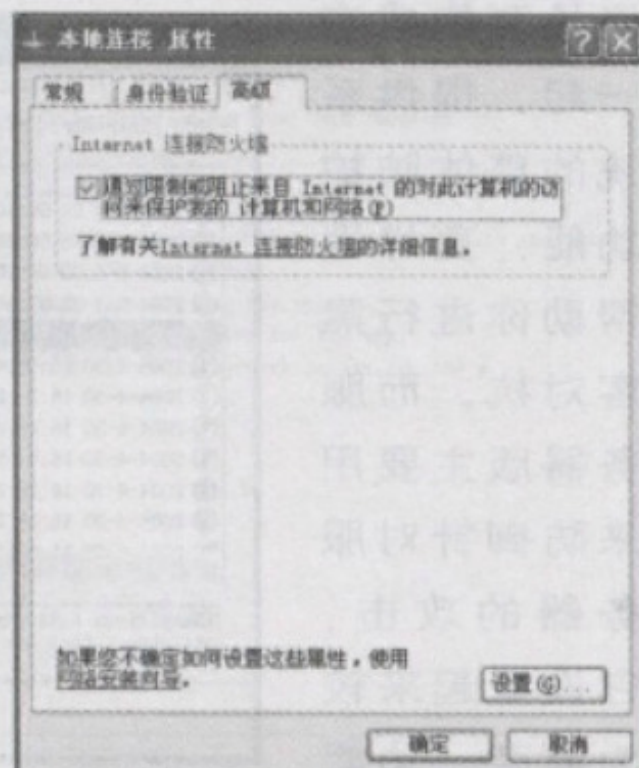 本地连接 属性
常规 身份验证 高级
Internet 连接防火墙
通过限制或阻止来自 Internet 的对此计算机的访
问来保护我的计算机和网络(P)
了解有关Internet 连接防火墙的详细信息。
如果您不确定如何设置这些属性，使用
网络安装向导。
设置(G)...
确定 取消